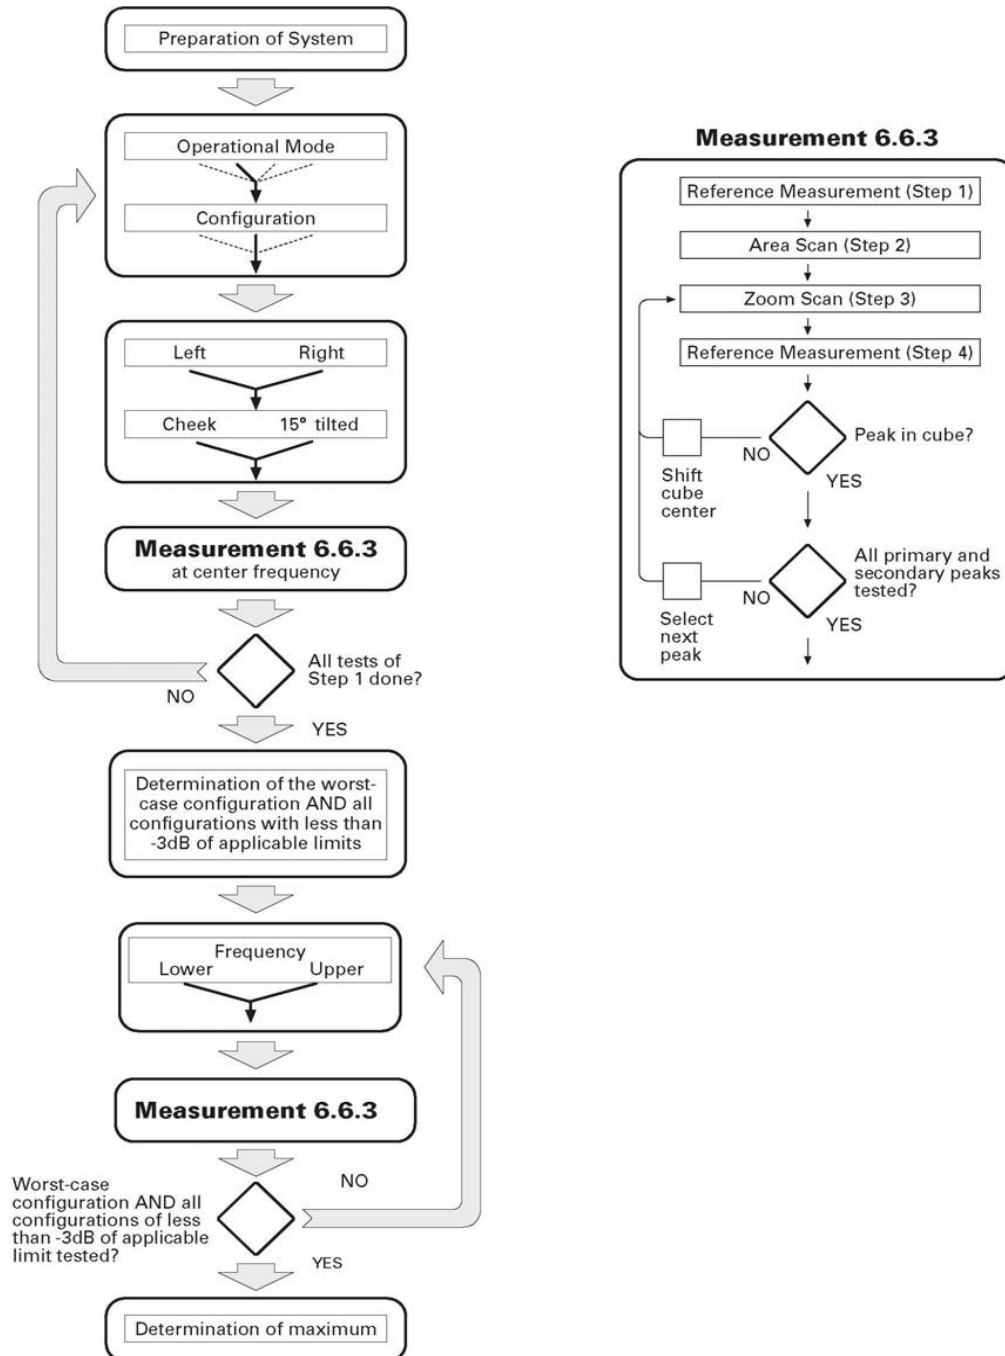 Preparation of System
Operational Mode
Configuration
Left Right
Cheek 15° tilted
Measurement 6.6.3
at center frequency
All tests of
Step 1 done?
NO
YES
Determination of the worst-
case configuration AND all
configurations with less than
-3dB of applicable limits
Frequency
Lower Upper
Measurement 6.6.3
Worst-case
configuration AND all
configurations of less
than -3dB of applicable
limit tested?
NO
YES
Determination of maximum
Measurement 6.6.3
Reference Measurement (Step 1)
Area Scan (Step 2)
Zoom Scan (Step 3)
Reference Measurement (Step 4)
Peak in cube?
NO
YES
Shift
cube
center
All primary and
secondary peaks
tested?
NO
YES
Select
next
peak